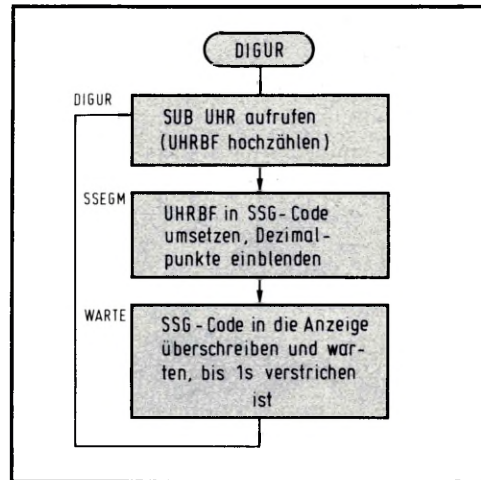 DIGUR
DIGUR
SUB UHR aufrufen
(UHRBF hochzählen)
SSEGM
UHRBF in SSG-Code
umsetzen, Dezimal-
punkte einblenden
WARTE
SSG-Code in die Anzeige
überschreiben und war-
ten, bis 1s verstrichen
ist